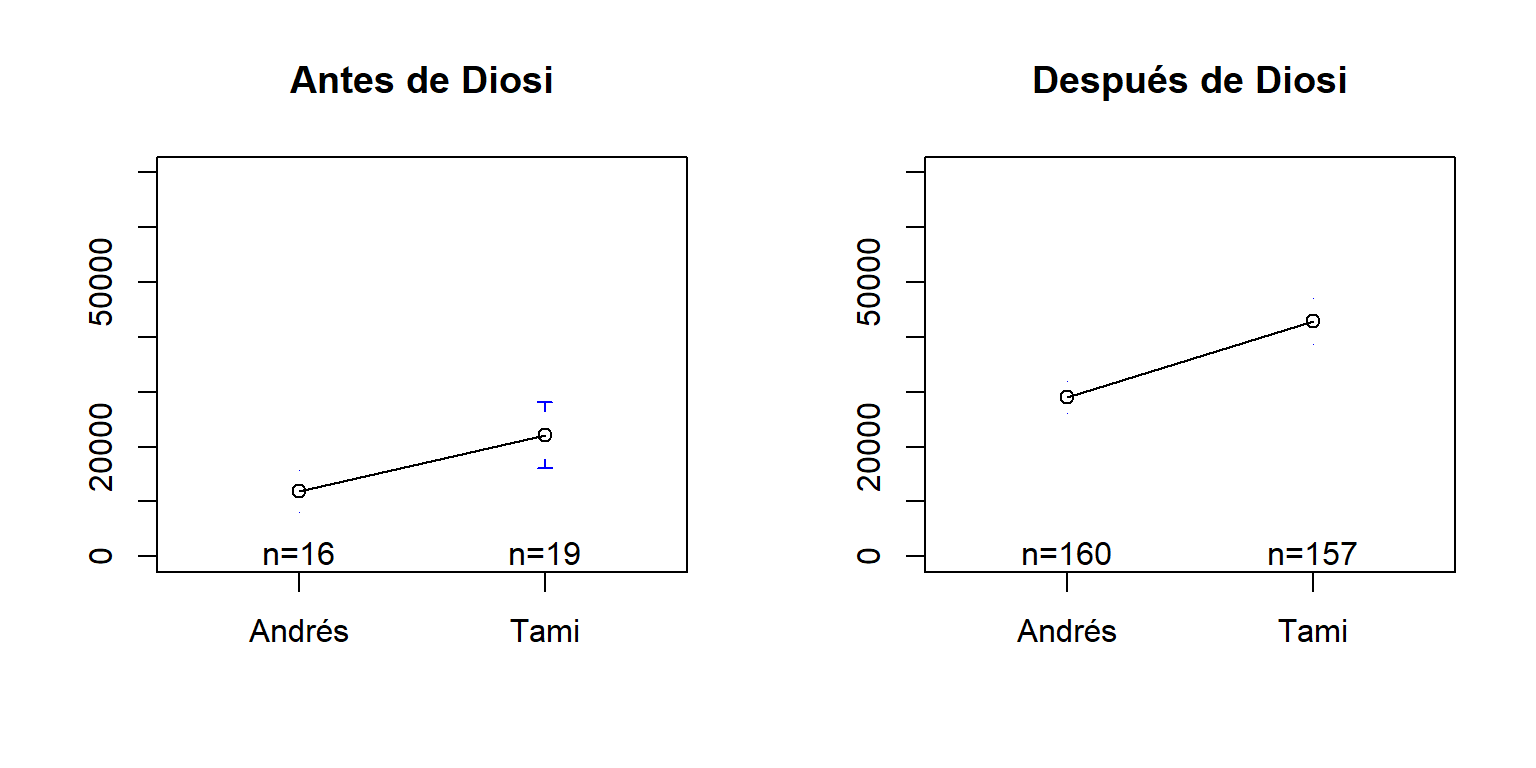 Antes de Diosi
50000
20000
0
n=16 n=19
Andrés Tami
Después de Diosi
50000
20000
0
n=160 n=157
Andrés Tami